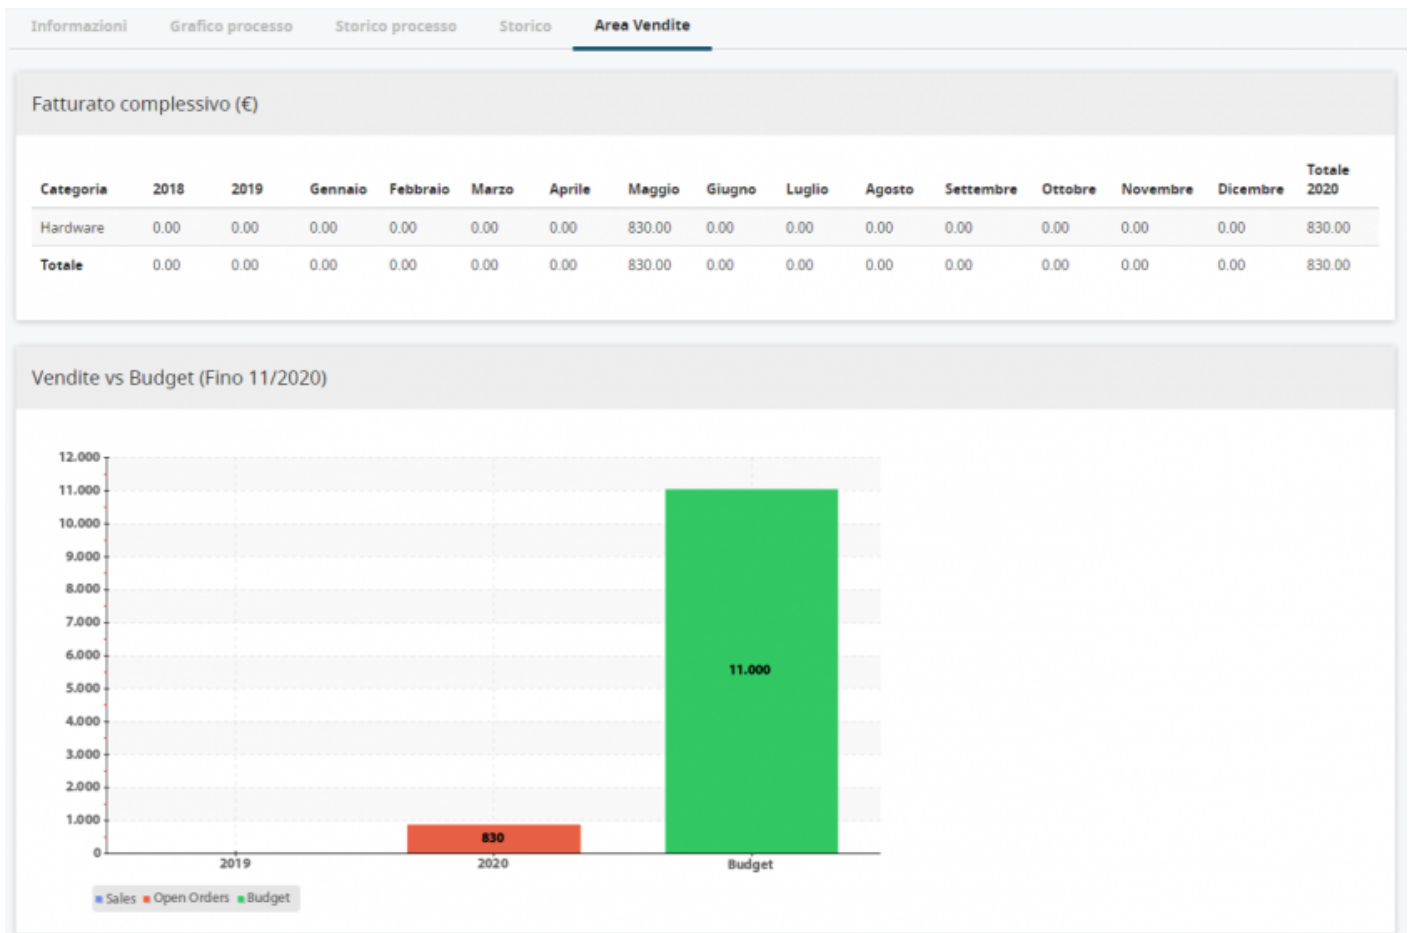 Informazioni Grafico processo Storico processo Storico Area Vendite
Fatturato complessivo (€)
Categoria 2018 2019 Gennaio Febbraio Marzo Aprile Maggio Giugno Luglio Agosto Settembre Ottobre Novembre Dicembre Totale 2020
Hardware 0.00 0.00 0.00 0.00 0.00 0.00 830.00 0.00 0.00 0.00 0.00 0.00 0.00 0.00 830.00
Totale 0.00 0.00 0.00 0.00 0.00 0.00 830.00 0.00 0.00 0.00 0.00 0.00 0.00 0.00 830.00
Vendite vs Budget (Fino 11/2020)
12.000
11.000
10.000
9.000
8.000
7.000
6.000
11.000
5.000
4.000
3.000
2.000
1.000
830
0
2019 2020 Budget
Sales Open Orders Budget